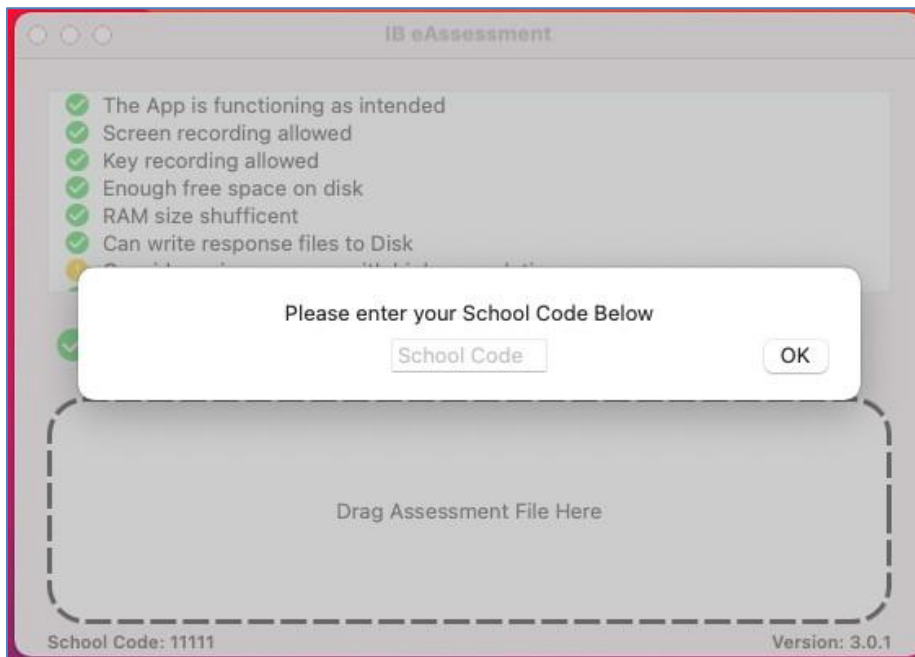 IB eAssessment
The App is functioning as intended
Screen recording allowed
Key recording allowed
Enough free space on disk
RAM size shufficent
Can write response files to Disk
Please enter your School Code Below
School Code
OK
Drag Assessment File Here
School Code: 11111
Version: 3.0.1